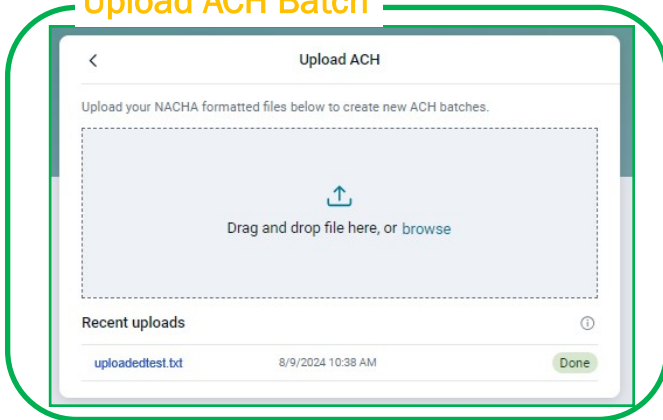 Upload ACH Batch
Upload ACH
Upload your NACHA formatted files below to create new ACH batches.
Drag and drop file here, or browse
Recent uploads
uploadedtest.txt 8/9/2024 10:38 AM Done